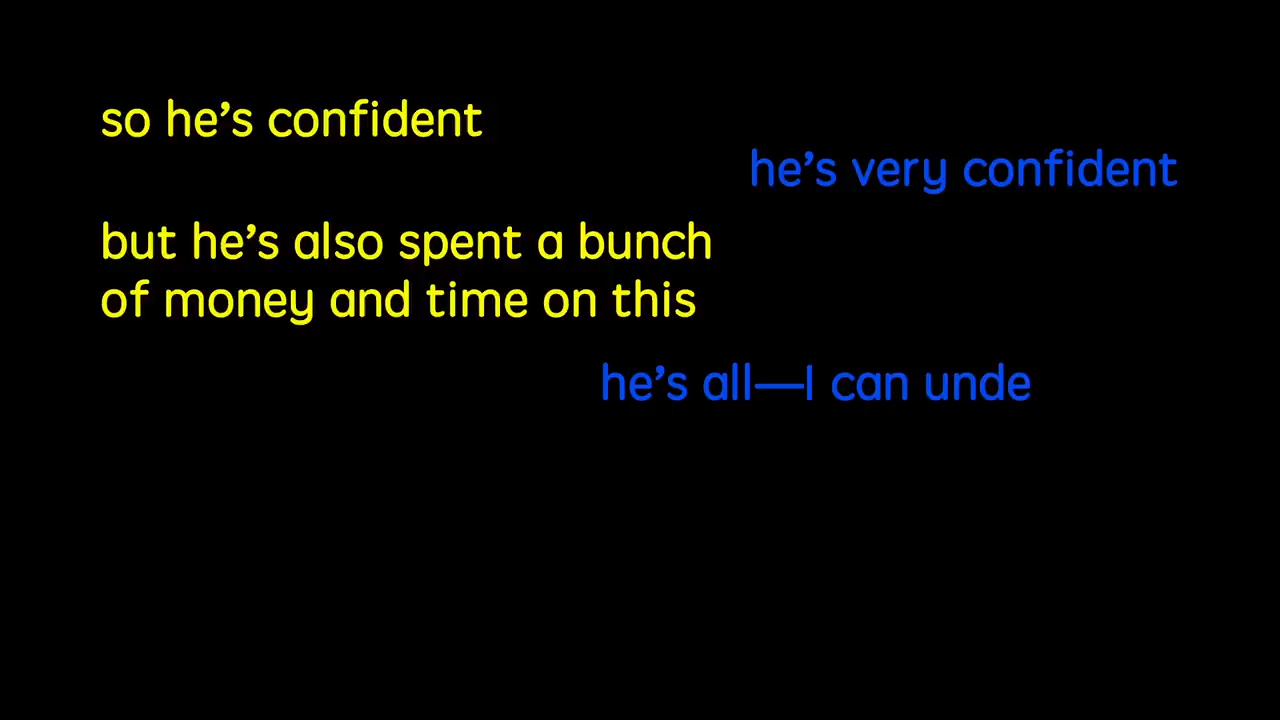 so he’s confident
he’s very confident
but he’s also spent a bunch
of money and time on this
he’s all—I can unde